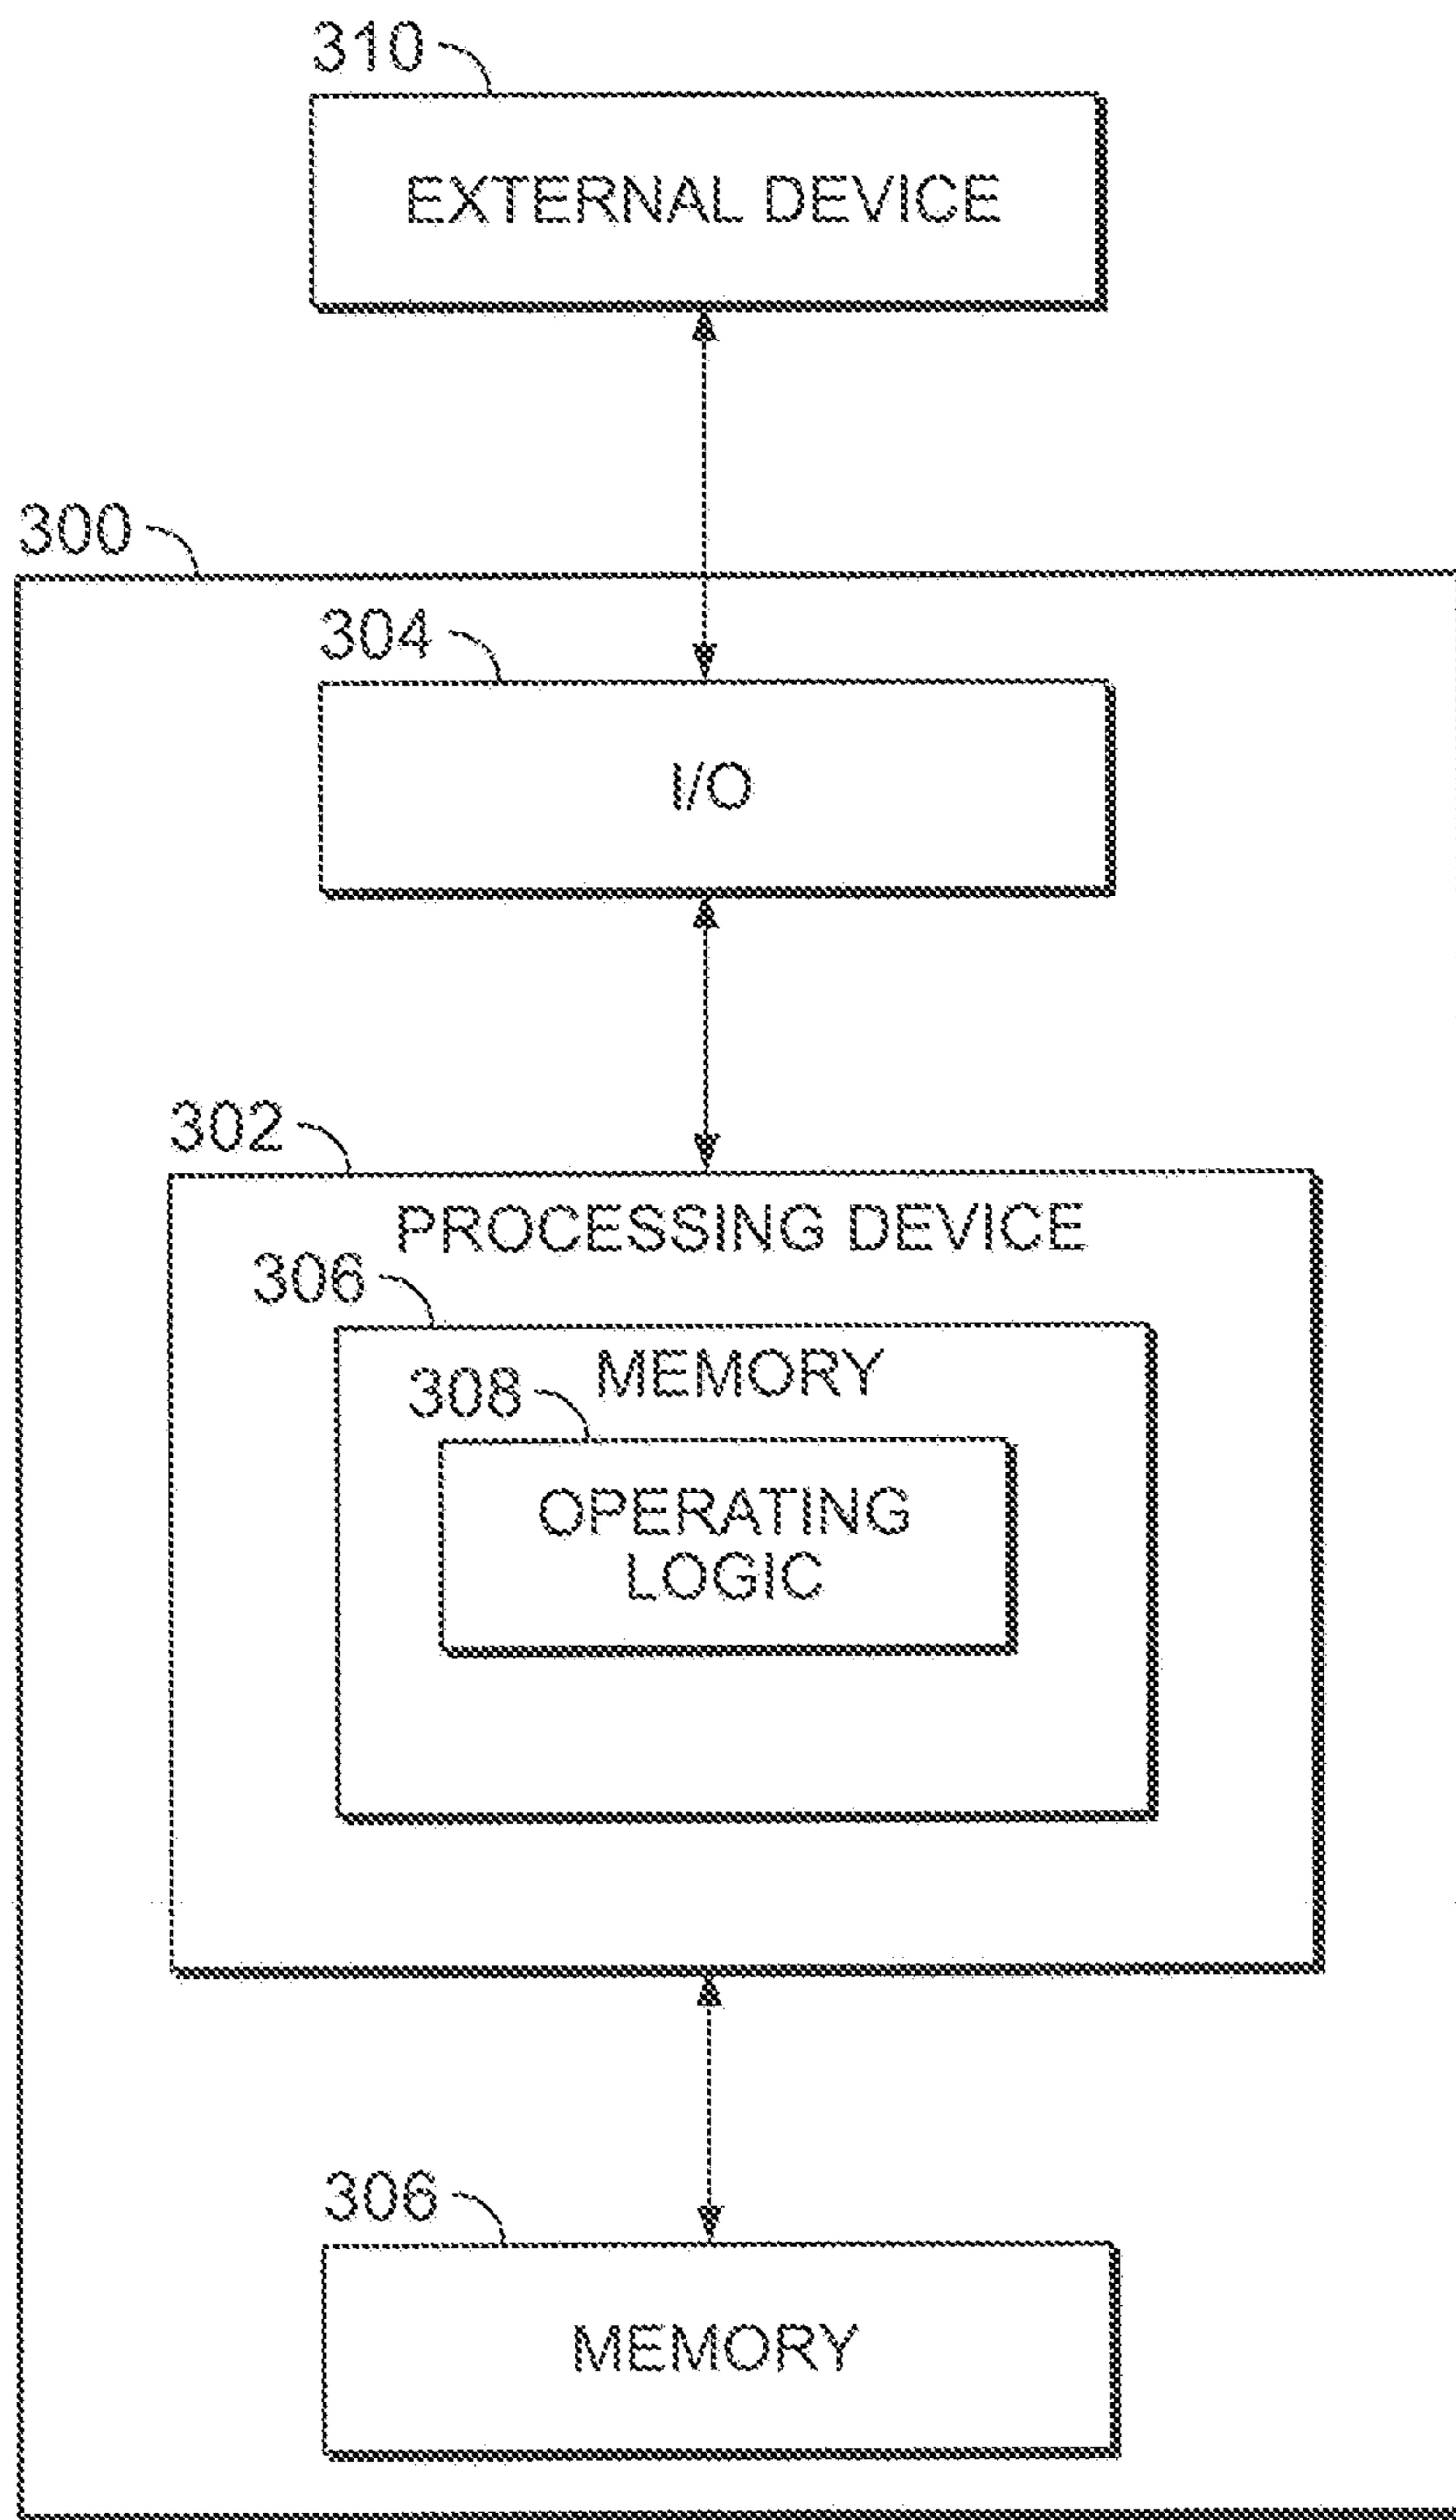 310
EXTERNAL DEVICE
300
304
I/O
302
PROCESSING DEVICE
306
MEMORY
308
OPERATING
LOGIC
306
MEMORY